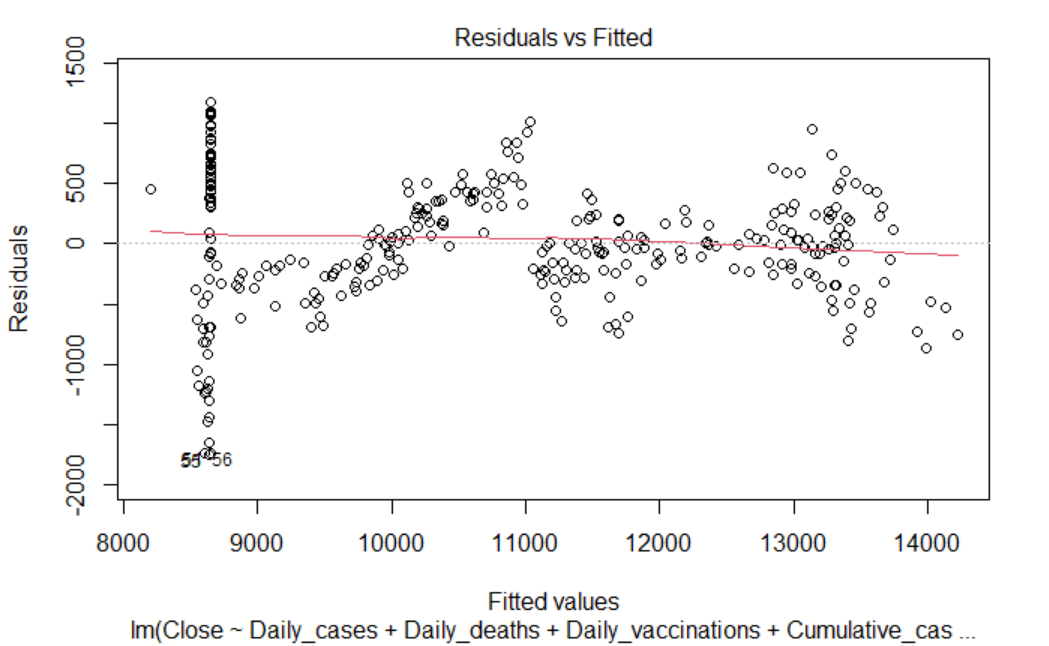 Residuals vs Fitted
Residuals
1500
500
0
-1000
-2000
56
8000 9000 10000 11000 12000 13000 14000
Fitted values
lm(Close ~ Daily_cases + Daily_deaths + Daily_vaccinations + Cumulative_cas ...